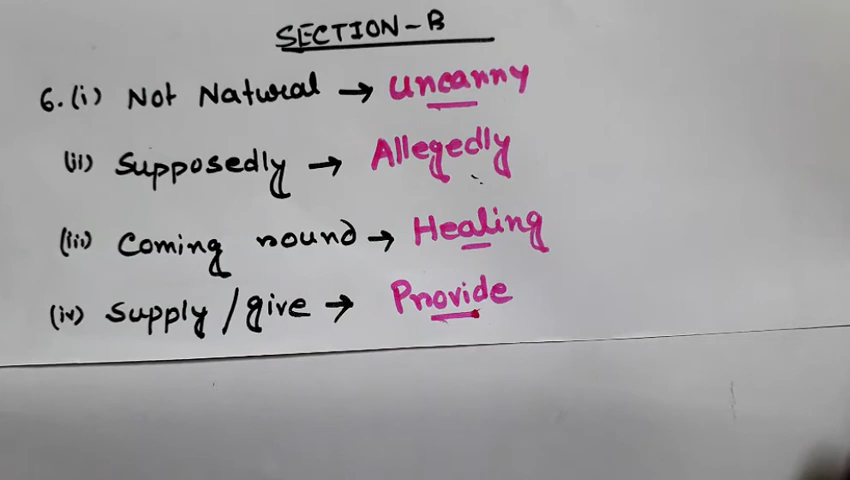 SECTION-B
6. (i) Not Natural → Uncanny
(ii) Supposedly → Allegedly
(iii) Coming round → Healing
(iv) Supply / give → Provide